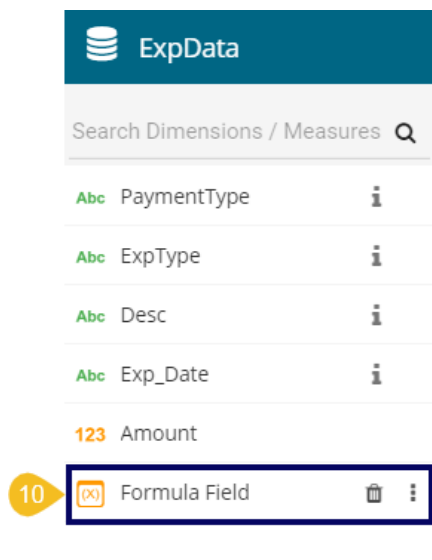 ExpData
Search Dimensions / Measures
Abc PaymentType i
Abc ExpType i
Abc Desc i
Abc Exp_Date i
123 Amount
10 (X) Formula Field